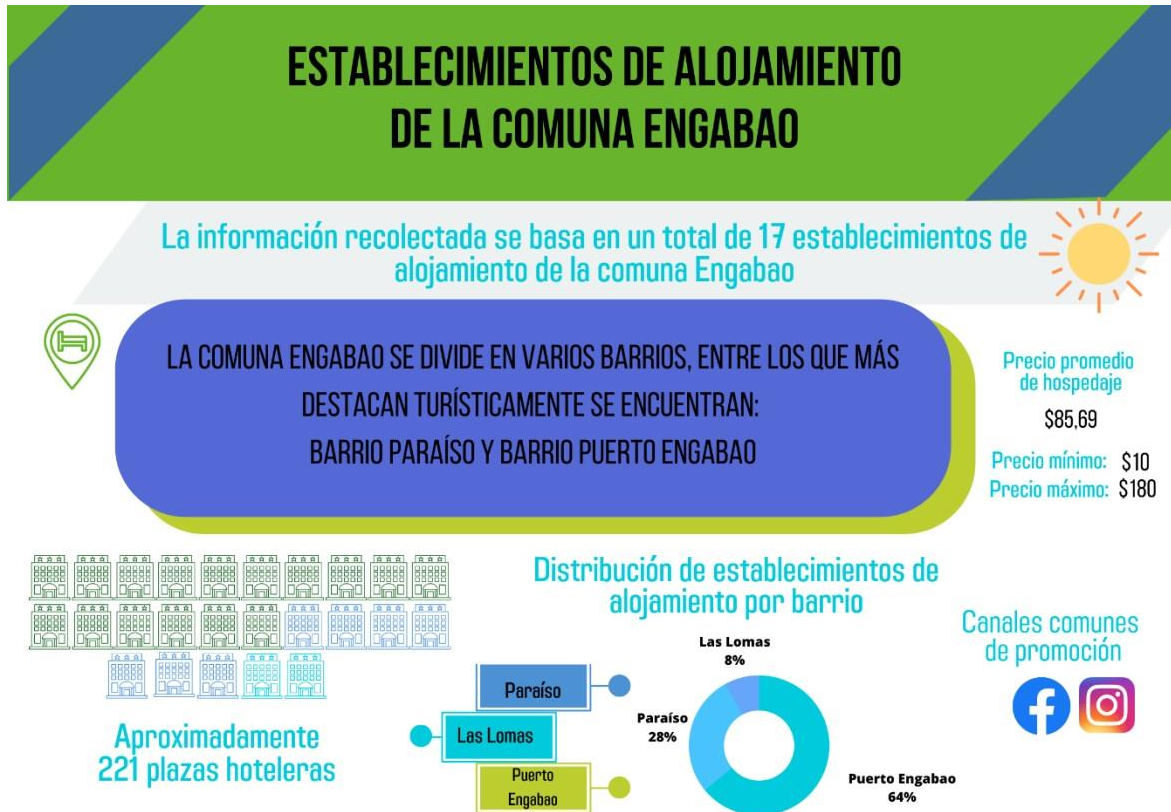 ESTABLECIMIENTOS DE ALOJAMIENTO
DE LA COMUNA ENGABAO
La información recolectada se basa en un total de 17 establecimientos de
alojamiento de la comuna Engabao
LA COMUNA ENGABAO SE DIVIDE EN VARIOS BARRIOS, ENTRE LOS QUE MÁS
DESTACAN TURÍSTICAMENTE SE ENCUENTRAN:
BARRIO PARAÍSO Y BARRIO PUERTO ENGABAO
Precio promedio
de hospedaje
$85,69
Precio mínimo: $10
Precio máximo: $180
Aproximadamente
221 plazas hoteleras
Paraíso
Las Lomas
Puerto
Engabao
Distribución de establecimientos de
alojamiento por barrio
Las Lomas
8%
Paraíso
28%
Puerto Engabao
64%
Canales comunes
de promoción